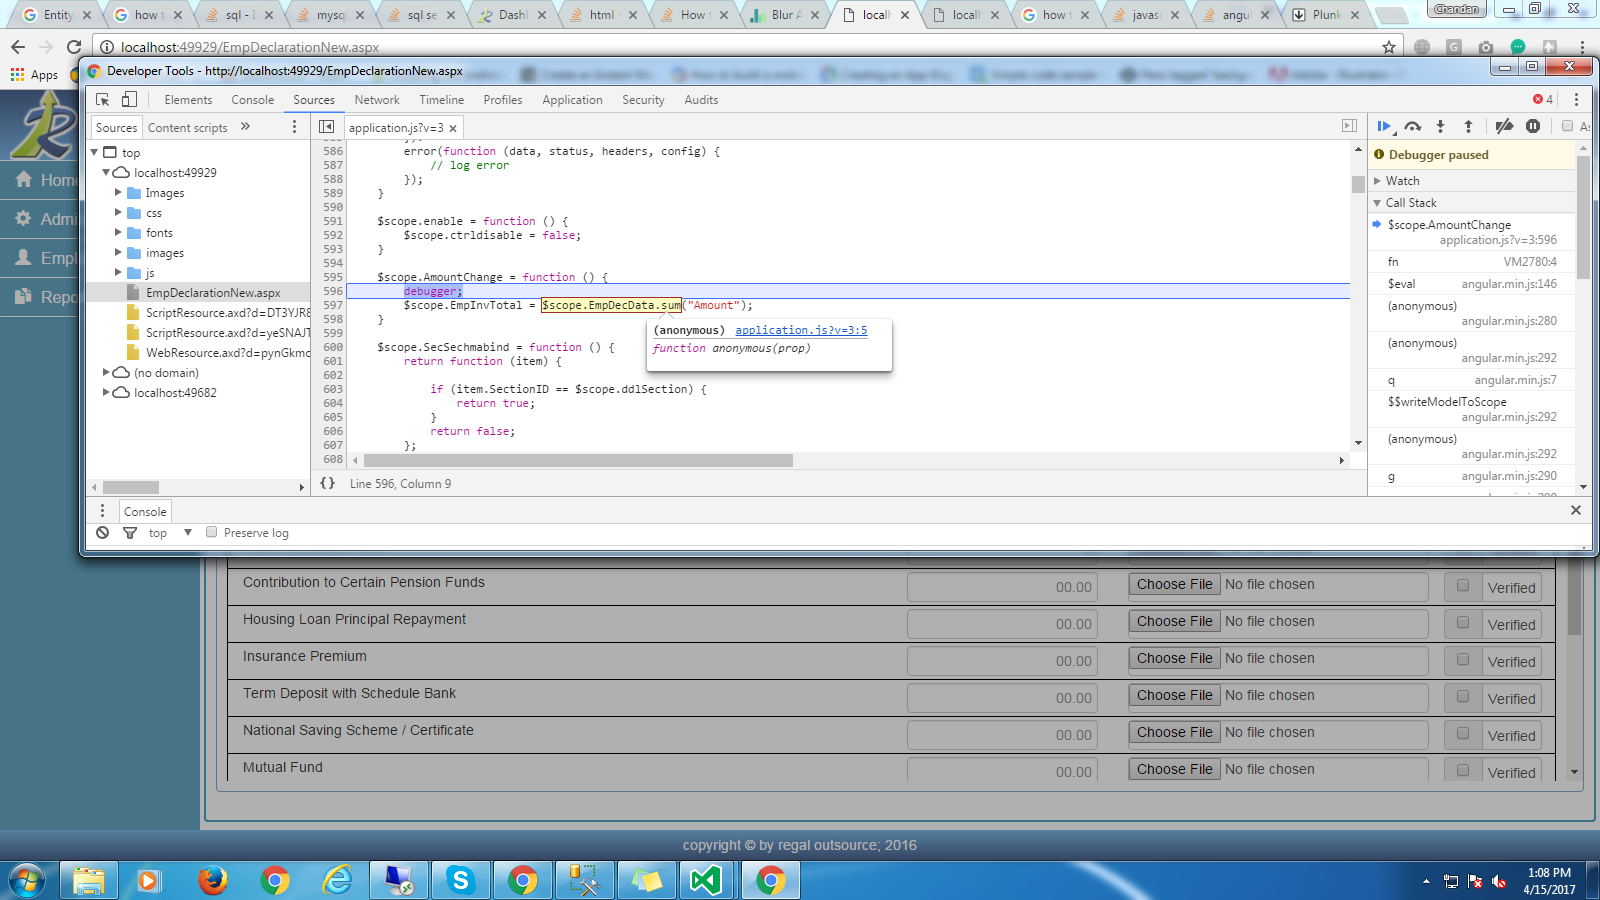 Entity
how t
sql - I
mysql
sql se
Dashl
html
How t
Blur A
localh
localh
how t
javas
angul
Plunk
Chandan
localhost:49929/EmpDeclarationNew.aspx
Apps
Developer Tools - http://localhost:49929/EmpDeclarationNew.aspx
Elements Console Sources Network Timeline Profiles Application Security Audits
4
Sources Content scripts »
application.js?v=3 ×
As
top
localhost:49929
Images
css
fonts
images
js
EmpDeclarationNew.aspx
ScriptResource.axd?d=DT3YJR8
ScriptResource.axd?d=yeSNAJT
WebResource.axd?d=pynGkmc
(no domain)
localhost:49682
586 error(function (data, status, headers, config) {
587 // log error
588 });
589 }
590
591 $scope.enable = function () {
592 $scope.ctrldisable = false;
593 }
594
595 $scope.AmountChange = function () {
596 debugger;
597 $scope.EmpInvTotal = $scope.EmpDecData.sum("Amount");
598 }
599
600 $scope.SecSechmabind = function () {
601 return function (item) {
602
603 if (item.SectionID == $scope.ddlSection) {
604 return true;
605 }
606 return false;
607 };
608
(anonymous) application.js?v=3:5
function anonymous(prop)
{} Line 596, Column 9
Debugger paused
Watch
Call Stack
$scope.AmountChange
application.js?v=3:596
fn VM2780:4
$eval angular.min.js:146
(anonymous)
angular.min.js:280
(anonymous)
angular.min.js:292
q angular.min.js:7
$$writeModelToScope
angular.min.js:292
(anonymous)
angular.min.js:292
g angular.min.js:290
Console
top Preserve log
Home
Admi
Empl
Repo
Contribution to Certain Pension Funds 00.00 Choose File No file chosen Verified
Housing Loan Principal Repayment 00.00 Choose File No file chosen Verified
Insurance Premium 00.00 Choose File No file chosen Verified
Term Deposit with Schedule Bank 00.00 Choose File No file chosen Verified
National Saving Scheme / Certificate 00.00 Choose File No file chosen Verified
Mutual Fund 00.00 Choose File No file chosen Verified
copyright © by regal outsource; 2016
1:08 PM
4/15/2017